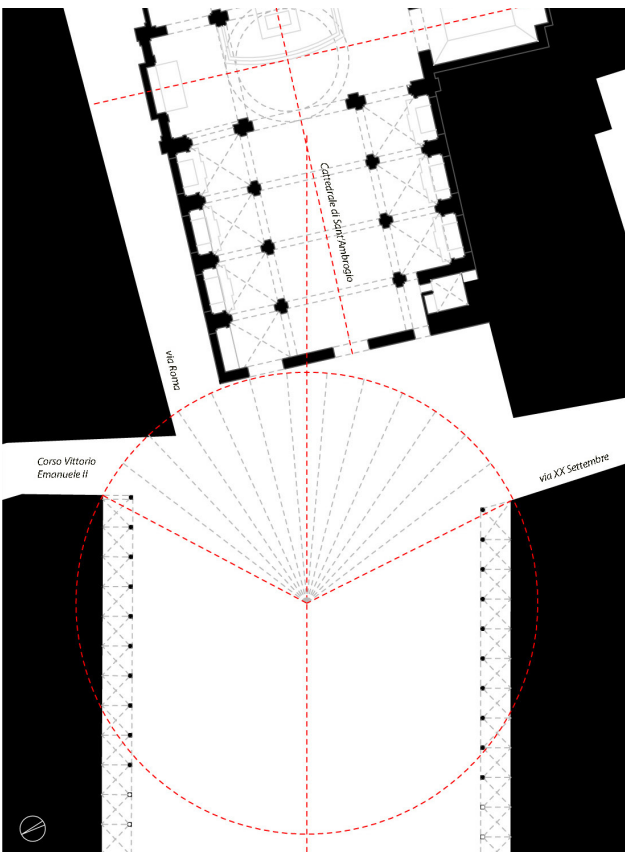 Cattedrale di Sant'Ambrogio
via Roma
Corso Vittorio
Emanuele II
via XX Settembre